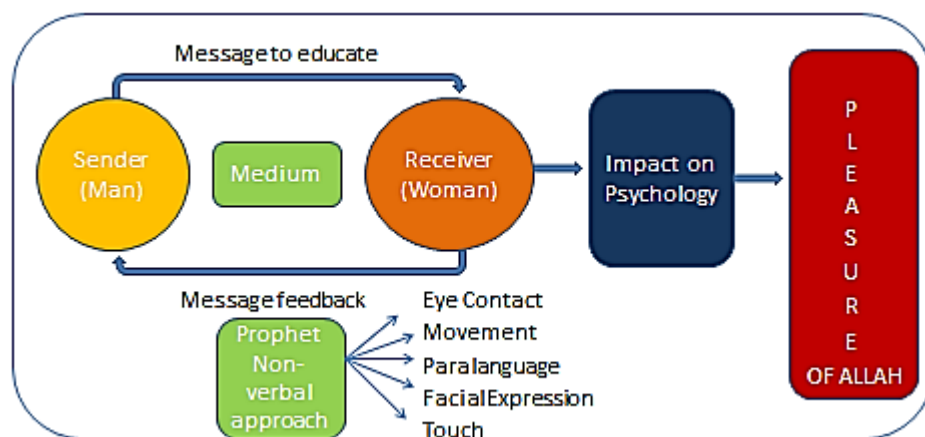 Message to educate
Sender
(Man)
Medium
Receiver
(Woman)
Impact on
Psychology
PLEASURE
OF ALLAH
Message feedback
Prophet
Non-
verbal
approach
Eye Contact
Movement
Paralanguage
Facial Expression
Touch